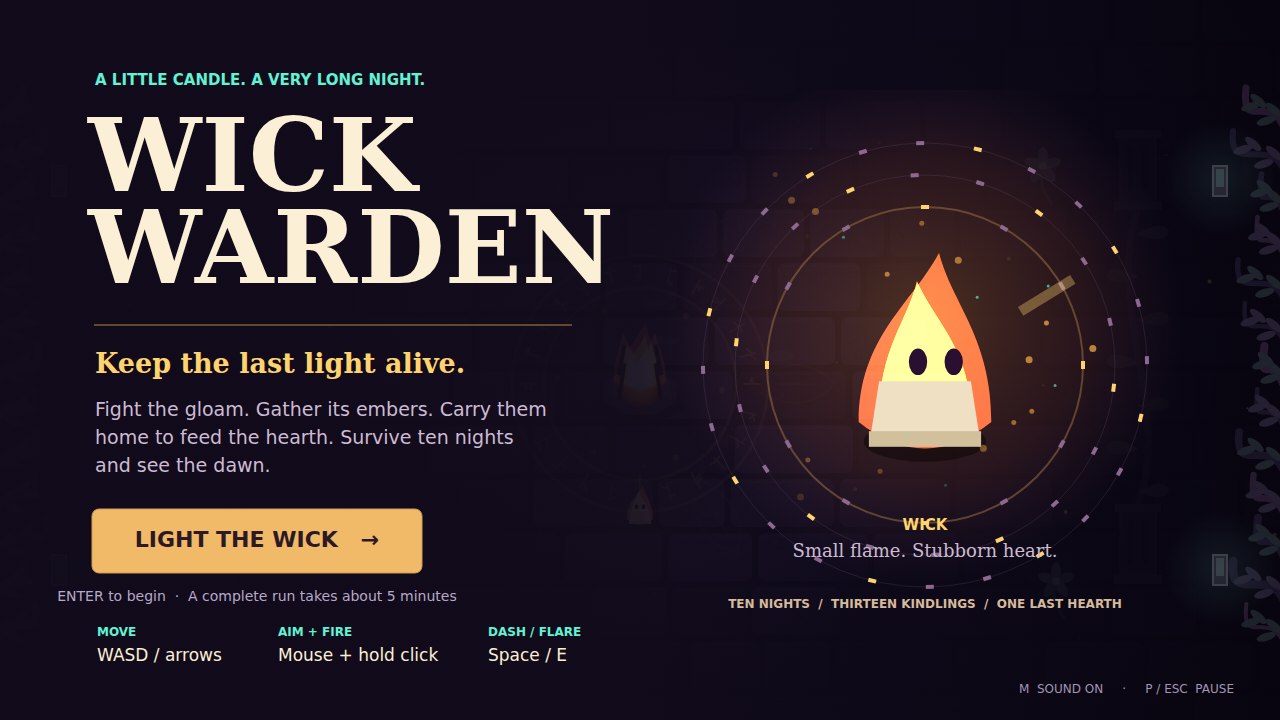 A LITTLE CANDLE. A VERY LONG NIGHT.
WICK
WARDEN
Keep the last light alive.
Fight the gloam. Gather its embers. Carry them
home to feed the hearth. Survive ten nights
and see the dawn.
LIGHT THE WICK →
ENTER to begin · A complete run takes about 5 minutes
MOVE
WASD / arrows
AIM + FIRE
Mouse + hold click
DASH / FLARE
Space / E
WICK
Small flame. Stubborn heart.
TEN NIGHTS / THIRTEEN KINDLINGS / ONE LAST HEARTH
M SOUND ON · P / ESC PAUSE